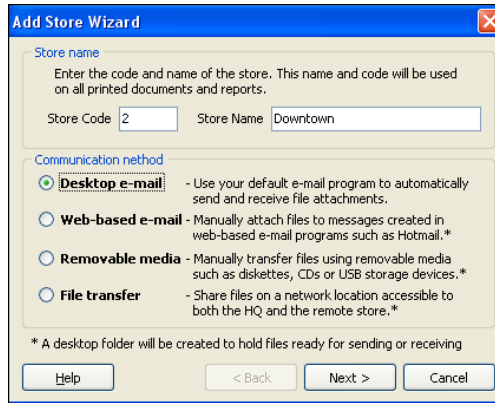 Add Store Wizard
Store name
Enter the code and name of the store. This name and code will be used
on all printed documents and reports.
Store Code 2 Store Name Downtown
Communication nethod
Desktop e-mail - Use your default e-mail program to automatically
send and receive file attachments.
Web-based e-mail - Manually attach files to messages created in
web-based e-mail programs such as Hotmail.*
Removable media - Manually transfer files using removable media
such as diskettes, CDs or USB storage devices.*
File transfer - Share files on a network location accessible to
both the HQ and the remote store.*
* A desktop folder will be created to hold files ready for sending or receiving
Help < Back Next > Cancel